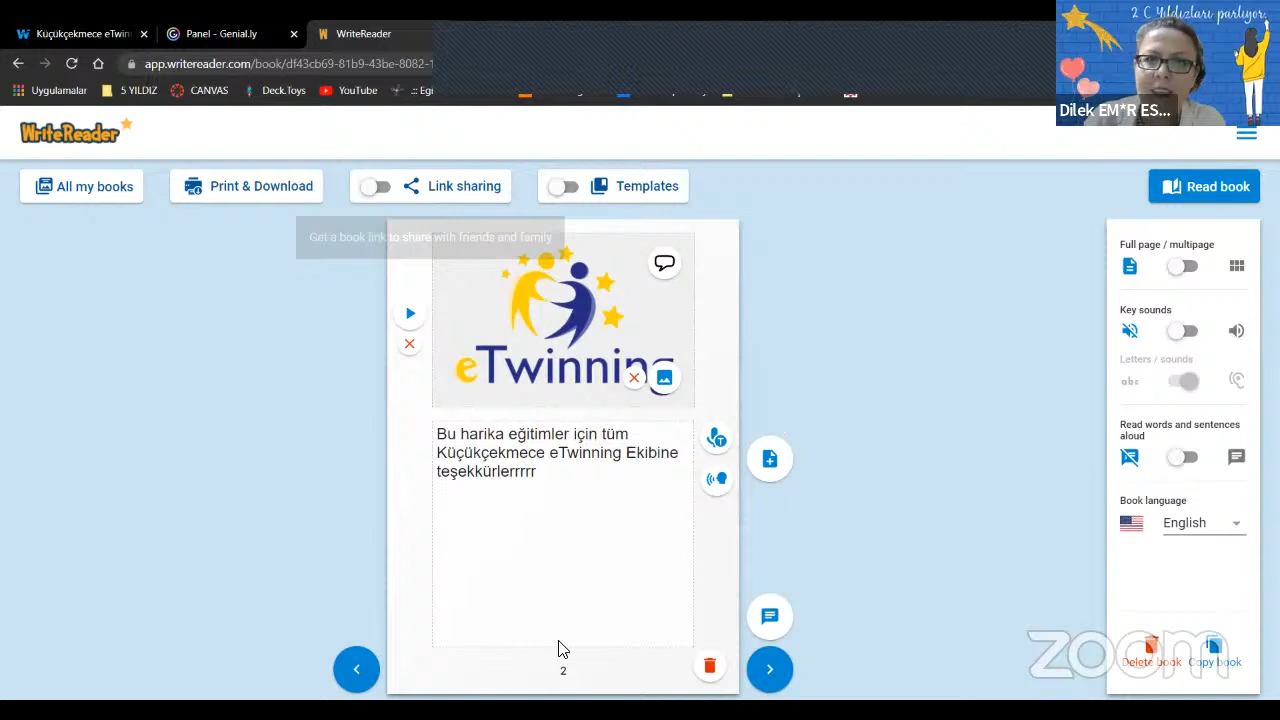 Küçükçekmece eTwin
Panel - Genial.ly
WriteReader
app.writereader.com/book/df43cb69-81b9-43be-8082-1
Uygulamalar
5 YILDIZ
CANVAS
Deck.Toys
YouTube
2 C Yıldızları parlıyor.
Dilek EM*R ES...
WriteReader
All my books
Print & Download
Link sharing
Templates
Read book
Get a book link to share with friends and family
eTwinning
Bu harika eğitimler için tüm
Küçükçekmece eTwinning Ekibine
teşekkürlerrrrr
2
Full page / multipage
Key sounds
Letters / sounds
abc
Read words and sentences
aloud
Book language
English
Delete book
Copy book
zoom